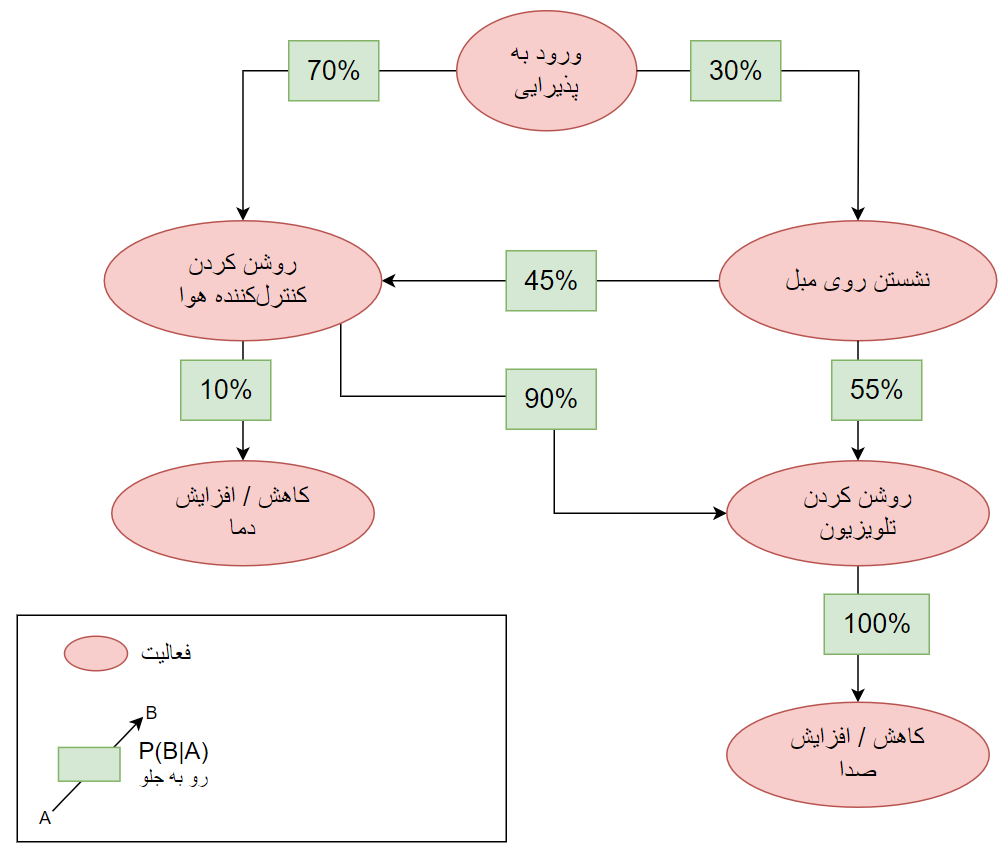 ورود به
پذیرایی
70%
30%
روشن کردن
کنترل‌کننده هوا
45%
نشستن روی مبل
10%
90%
55%
کاهش / افزایش
دما
روشن کردن
تلویزیون
100%
کاهش / افزایش
صدا
فعالیت
B
P(B|A)
رو به جلو
A